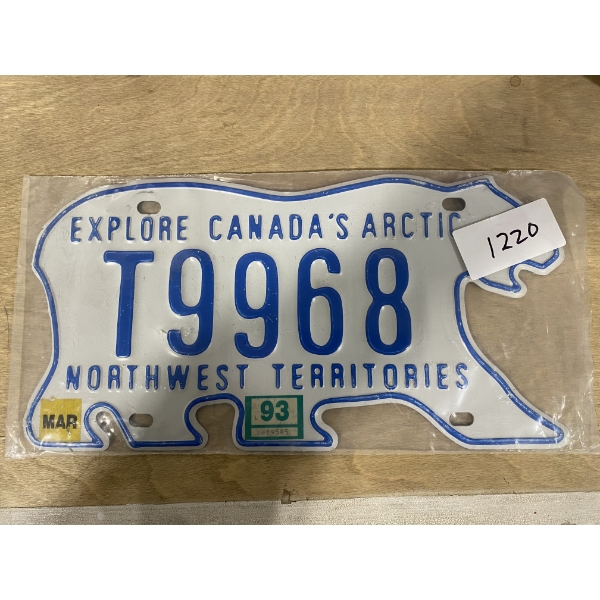 EXPLORE CANADA'S ARCTIC
1220
T9968
NORTHWEST TERRITORIES
MAR
93